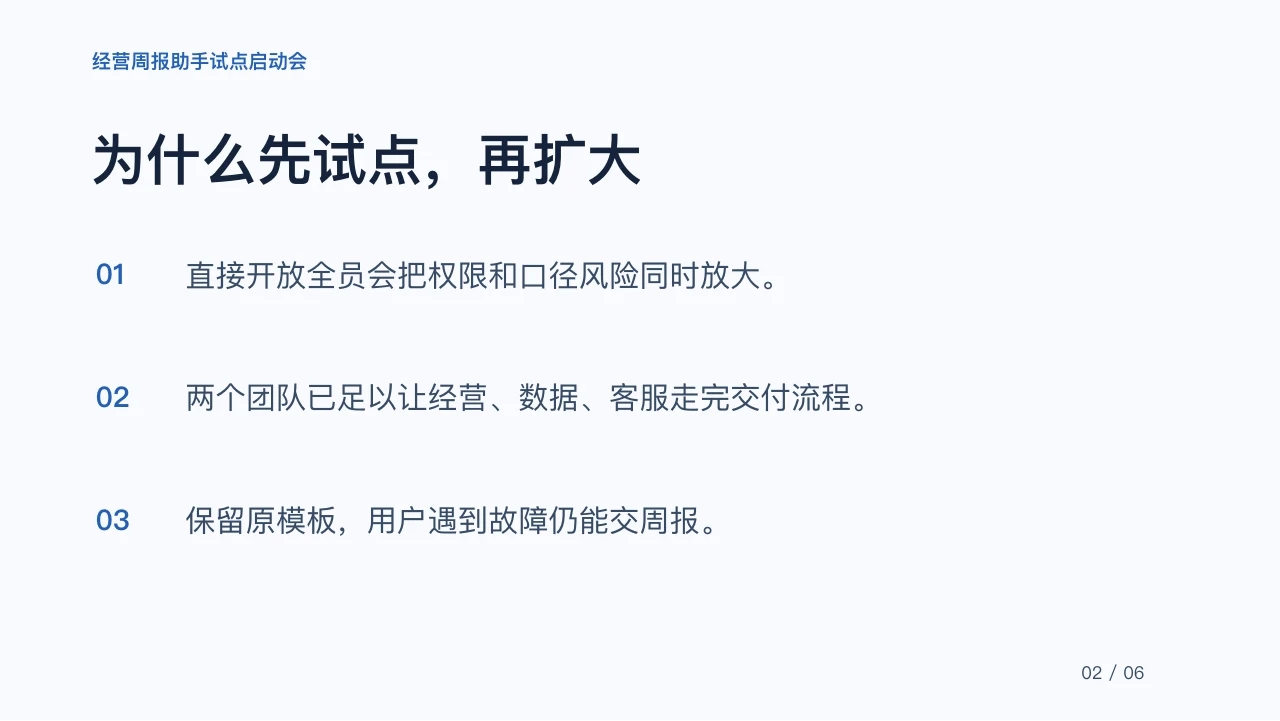 经营周报助手试点启动会
为什么先试点，再扩大
01 直接开放全员会把权限和口径风险同时放大。
02 两个团队已足以让经营、数据、客服走完交付流程。
03 保留原模板，用户遇到故障仍能交周报。
02 / 06